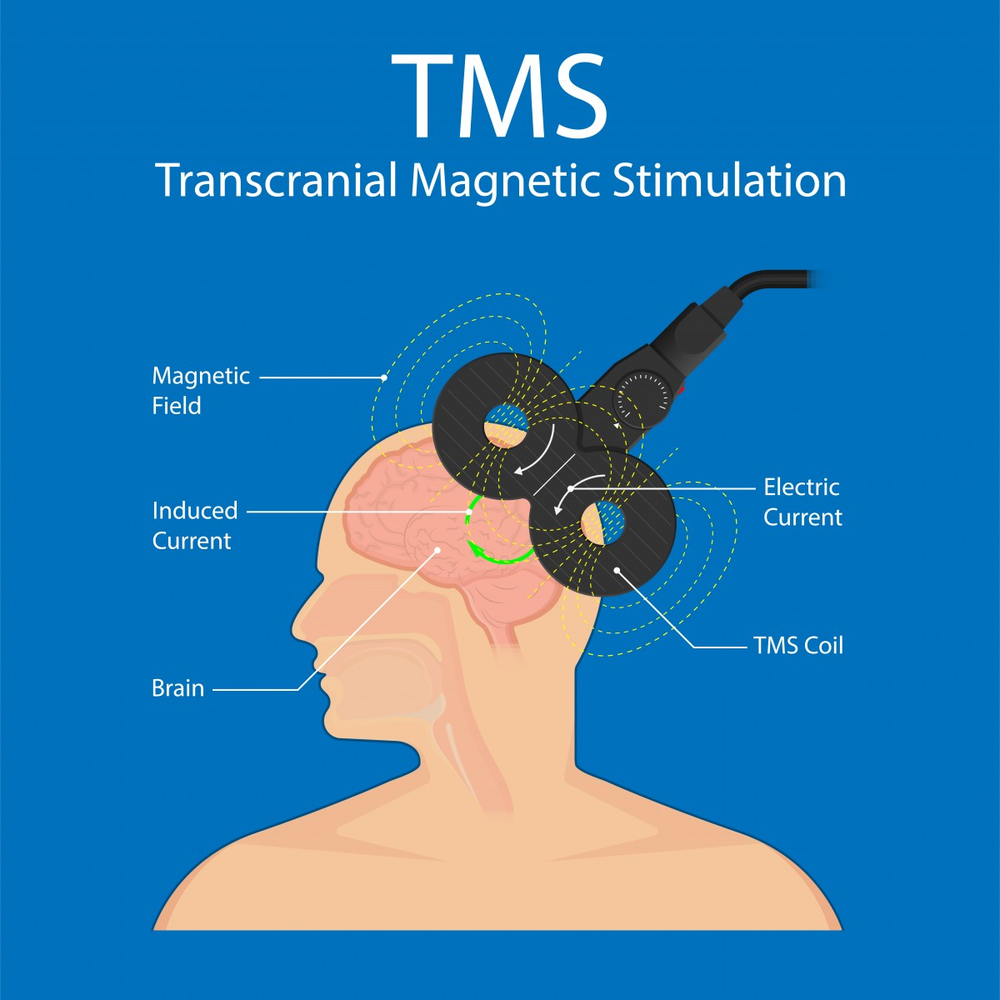 TMS
Transcranial Magnetic Stimulation
Magnetic
Field
Induced
Current
Electric
Current
TMS Coil
Brain